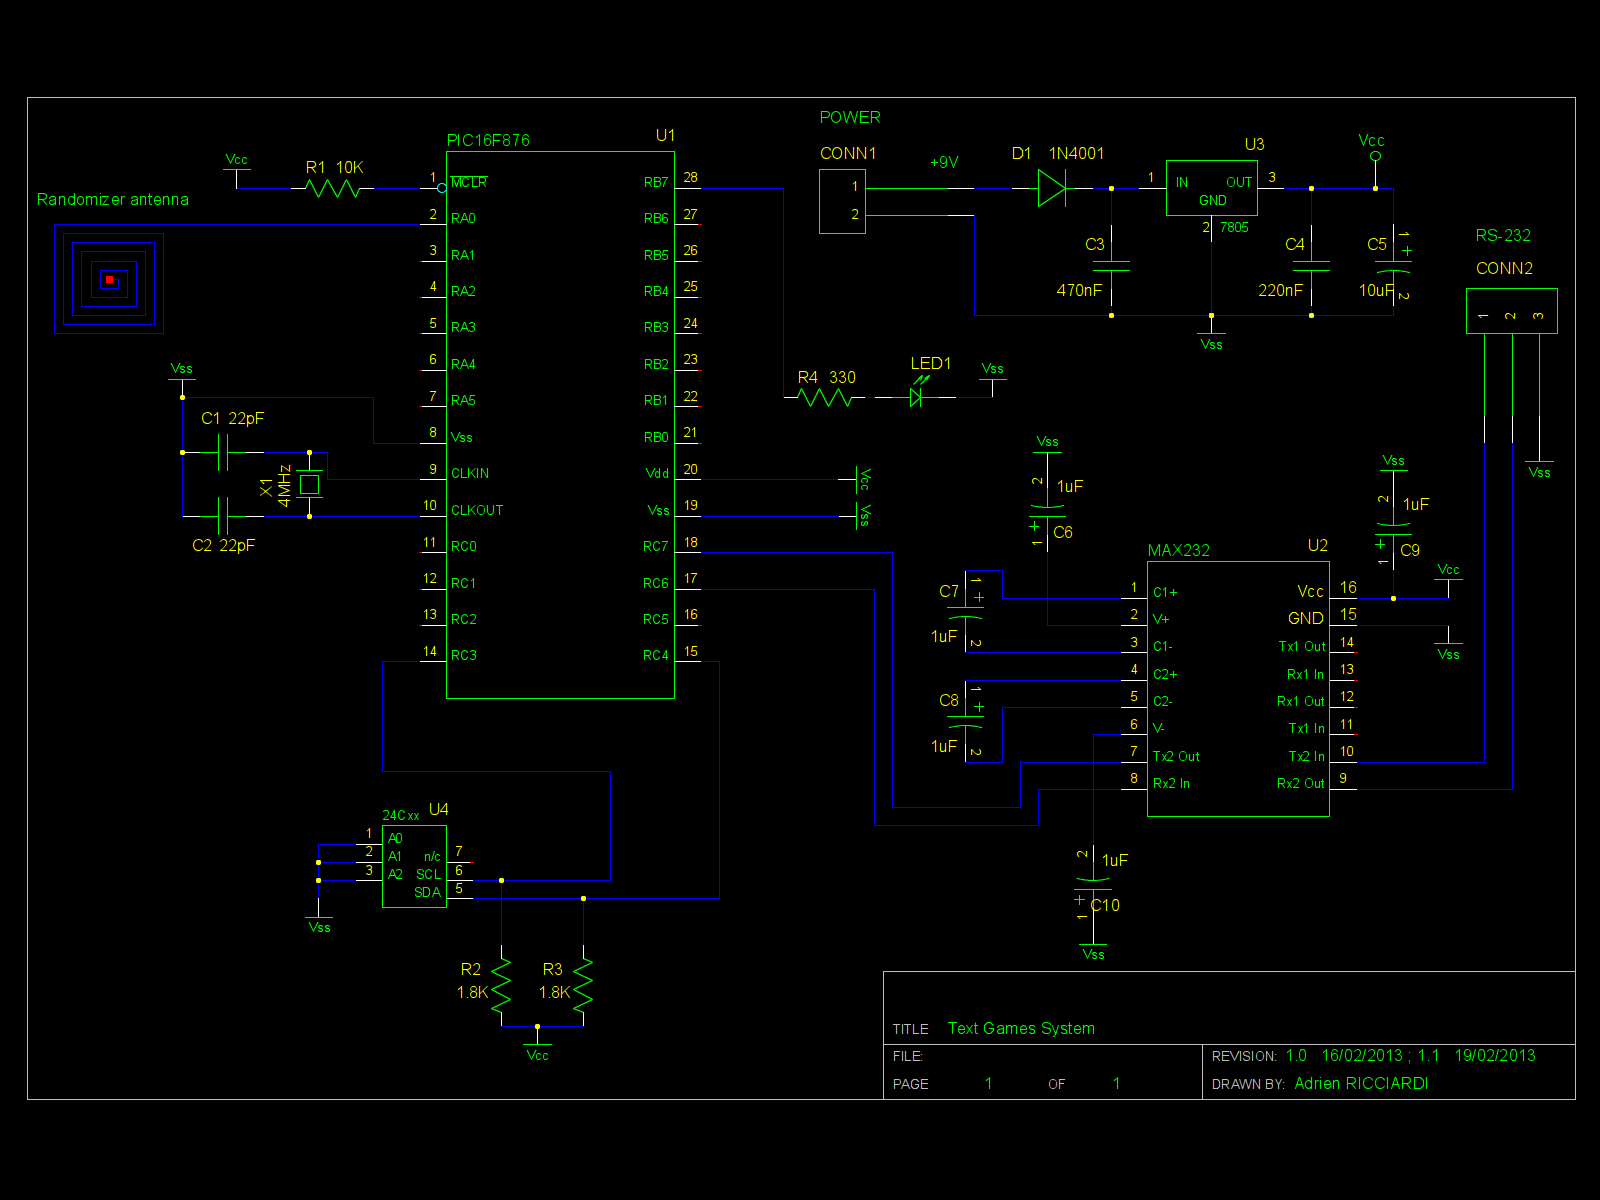 POWER
PIC16F876 U1
CONN1 +9V D1 1N4001 U3 Vcc
Vcc R1 10K
1 MCLR RB7 28
1 1 IN OUT 3
2 GND
2 7805
Randomizer antenna
2 RA0 RB6 27
3 RA1 RB5 26
4 RA2 RB4 25
5 RA3 RB3 24
6 RA4 RB2 23
7 RA5 RB1 22
8 Vss RB0 21
9 CLKIN Vdd 20 Vcc
10 CLKOUT Vss 19 Vss
11 RC0 RC7 18
12 RC1 RC6 17
13 RC2 RC5 16
14 RC3 RC4 15
C3 C4 C5 1 +
470nF 220nF 10uF 2
Vss
RS-232
CONN2
1 2 3
Vss
Vss
C1 22pF
X1 4MHz
C2 22pF
R4 330 LED1 Vss
Vss
2 1uF
+ C6
1
Vss
2 1uF
+ C9
1
MAX232 U2
C7 1 +
1uF 2
C8 1 +
1uF 2
1 C1+ Vcc 16 Vcc
2 V+ GND 15 Vss
3 C1- Tx1 Out 14
4 C2+ Rx1 In 13
5 C2- Rx1 Out 12
6 V- Tx1 In 11
7 Tx2 Out Tx2 In 10
8 Rx2 In Rx2 Out 9
2 1uF
+ C10
1
Vss
24Cxx U4
1 A0
2 A1 n/c 7
3 A2 SCL 6
SDA 5
Vss
R2 R3
1.8K 1.8K
Vcc
TITLE Text Games System
FILE: REVISION: 1.0 16/02/2013 ; 1.1 19/02/2013
PAGE 1 OF 1 DRAWN BY: Adrien RICCIARDI